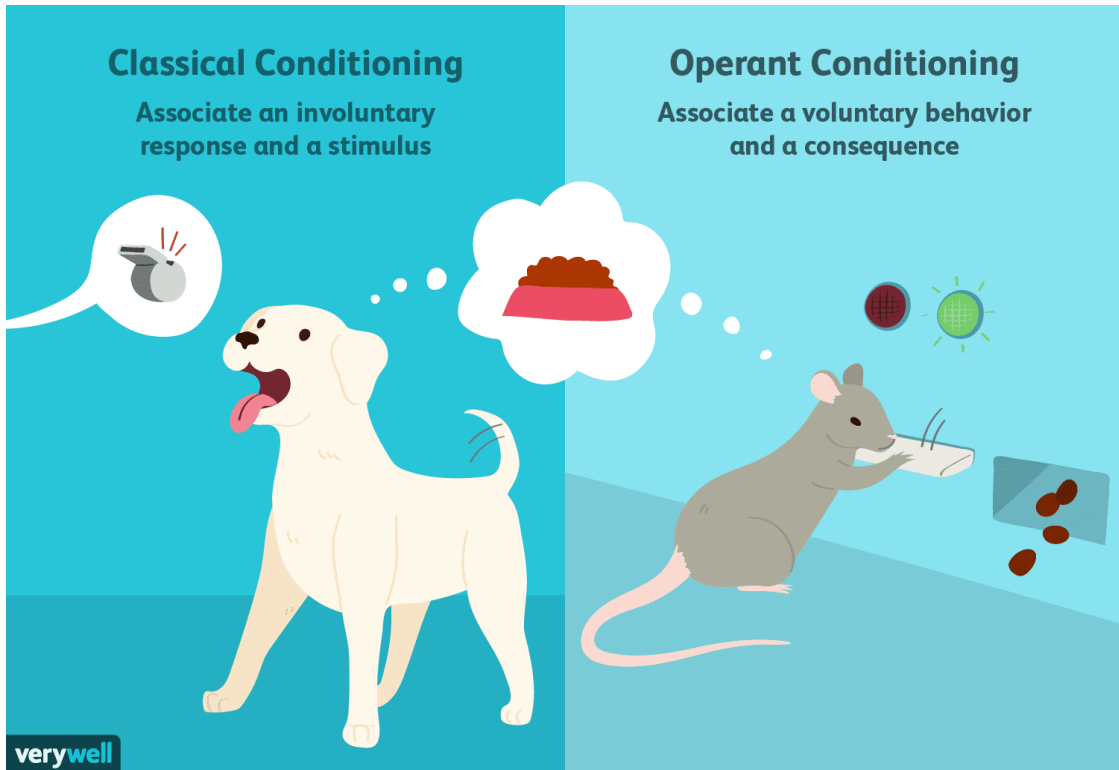 Classical Conditioning
Associate an involuntary
response and a stimulus
Operant Conditioning
Associate a voluntary behavior
and a consequence
verywell